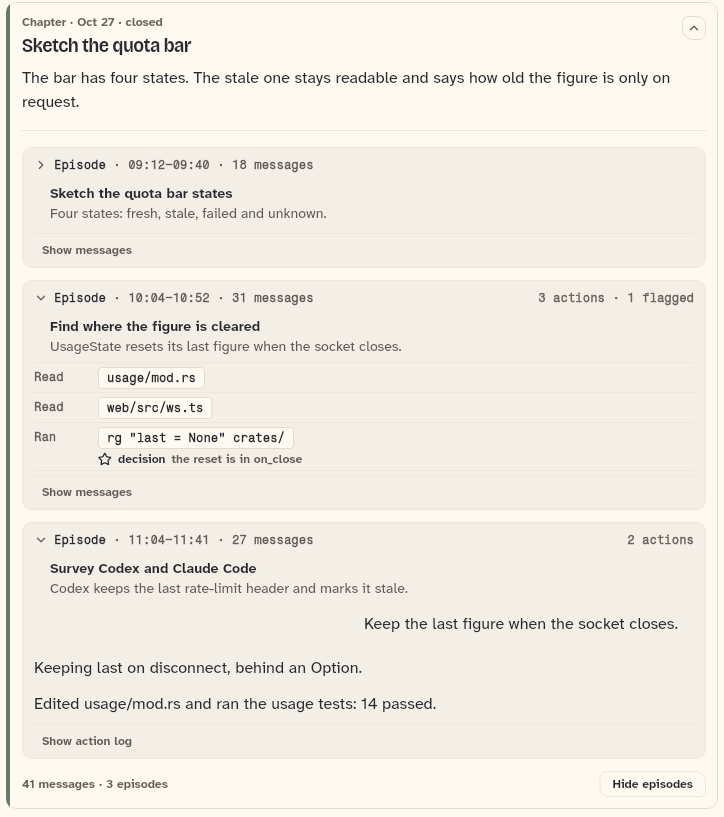 Chapter · Oct 27 · closed
Sketch the quota bar
The bar has four states. The stale one stays readable and says how old the figure is only on
request.
Episode · 09:12–09:40 · 18 messages
Sketch the quota bar states
Four states: fresh, stale, failed and unknown.
Show messages
Episode · 10:04–10:52 · 31 messages
3 actions · 1 flagged
Find where the figure is cleared
UsageState resets its last figure when the socket closes.
Read usage/mod.rs
Read web/src/ws.ts
Ran rg "last = None" crates/
decision the reset is in on_close
Show messages
Episode · 11:04–11:41 · 27 messages
2 actions
Survey Codex and Claude Code
Codex keeps the last rate-limit header and marks it stale.
Keep the last figure when the socket closes.
Keeping last on disconnect, behind an Option.
Edited usage/mod.rs and ran the usage tests: 14 passed.
Show action log
41 messages · 3 episodes
Hide episodes